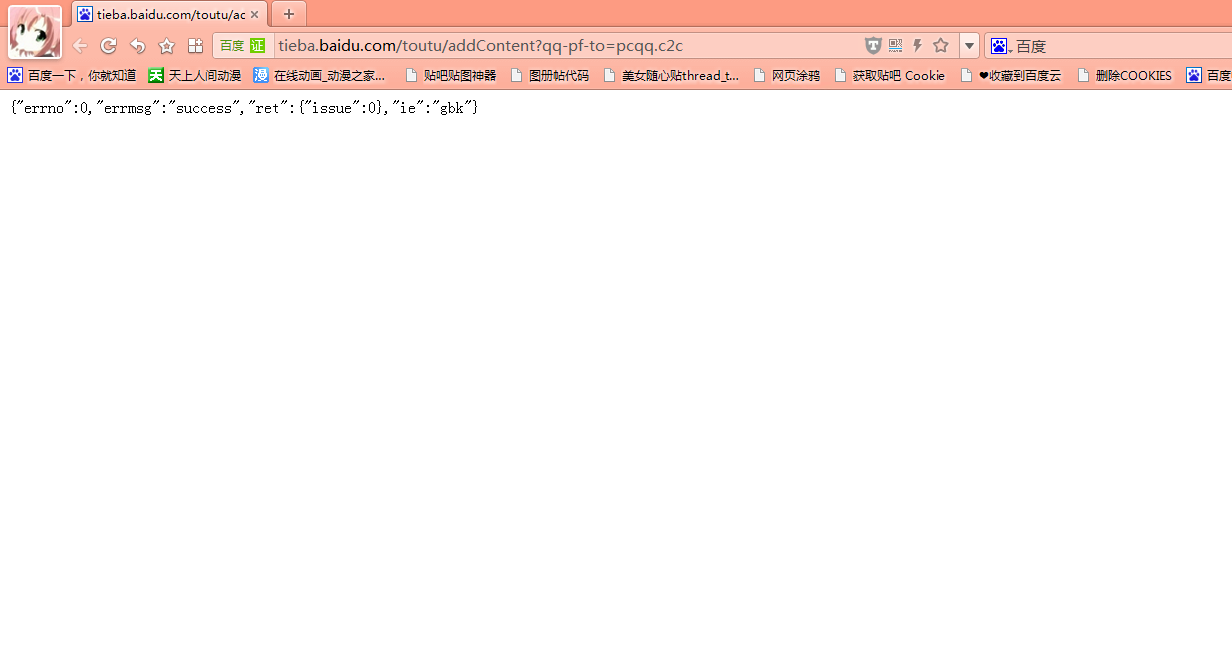 tieba.baidu.com/toutu/ac
百度 证 tieba.baidu.com/toutu/addContent?qq-pf-to=pcqq.c2c 百度
百度一下，你就知道 天 天上人间动漫 漫 在线动画_动漫之家... 贴吧贴图神器 图册帖代码 美女随心贴thread_t... 网页涂鸦 获取贴吧 Cookie ❤收藏到百度云 删除COOKIES 百度
{"errno":0,"errmsg":"success","ret":{"issue":0},"ie":"gbk"}